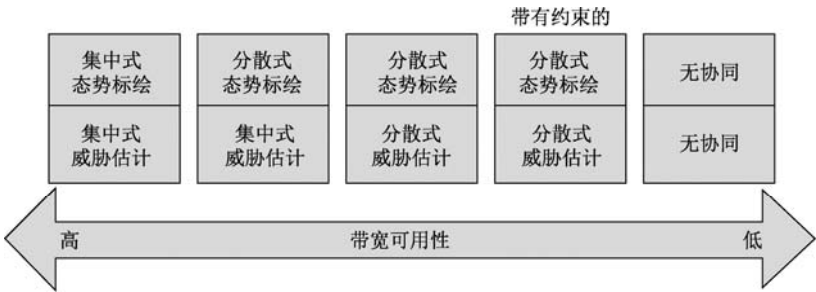 带有约束的
集中式
态势标绘
分散式
态势标绘
分散式
态势标绘
分散式
态势标绘
无协同
集中式
威胁估计
集中式
威胁估计
分散式
威胁估计
分散式
威胁估计
无协同
高
带宽可用性
低